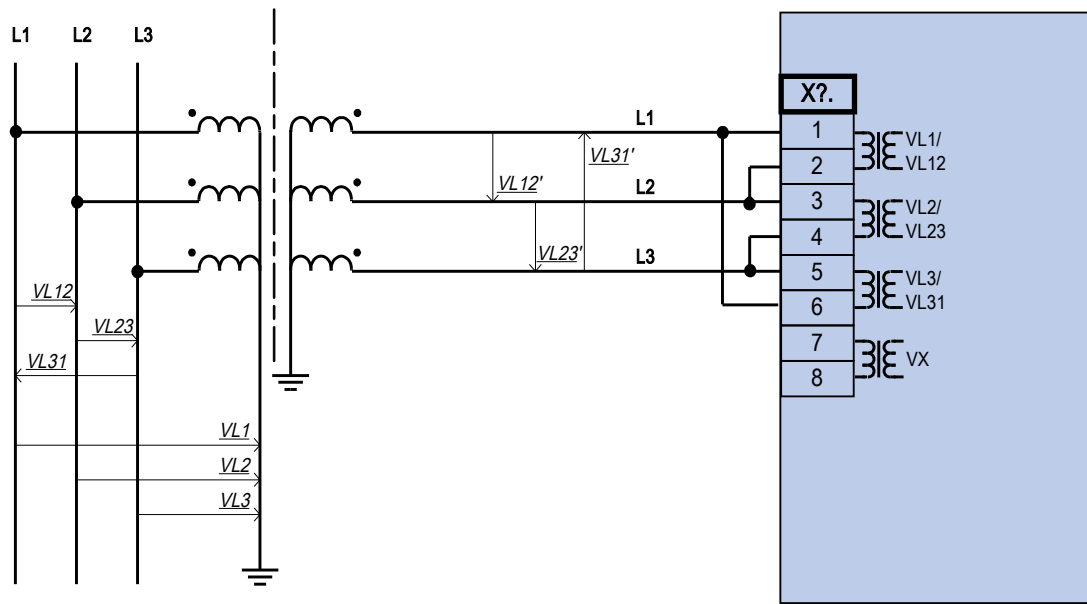 L1 L2 L3
X?.
L1
1
VL1/
VL12
VL31'
2
VL12'
L2
3
VL2/
VL23
4
VL23'
L3
5
VL3/
VL31
6
VL12
VL23
7
VX
VL31
8
VL1
VL2
VL3